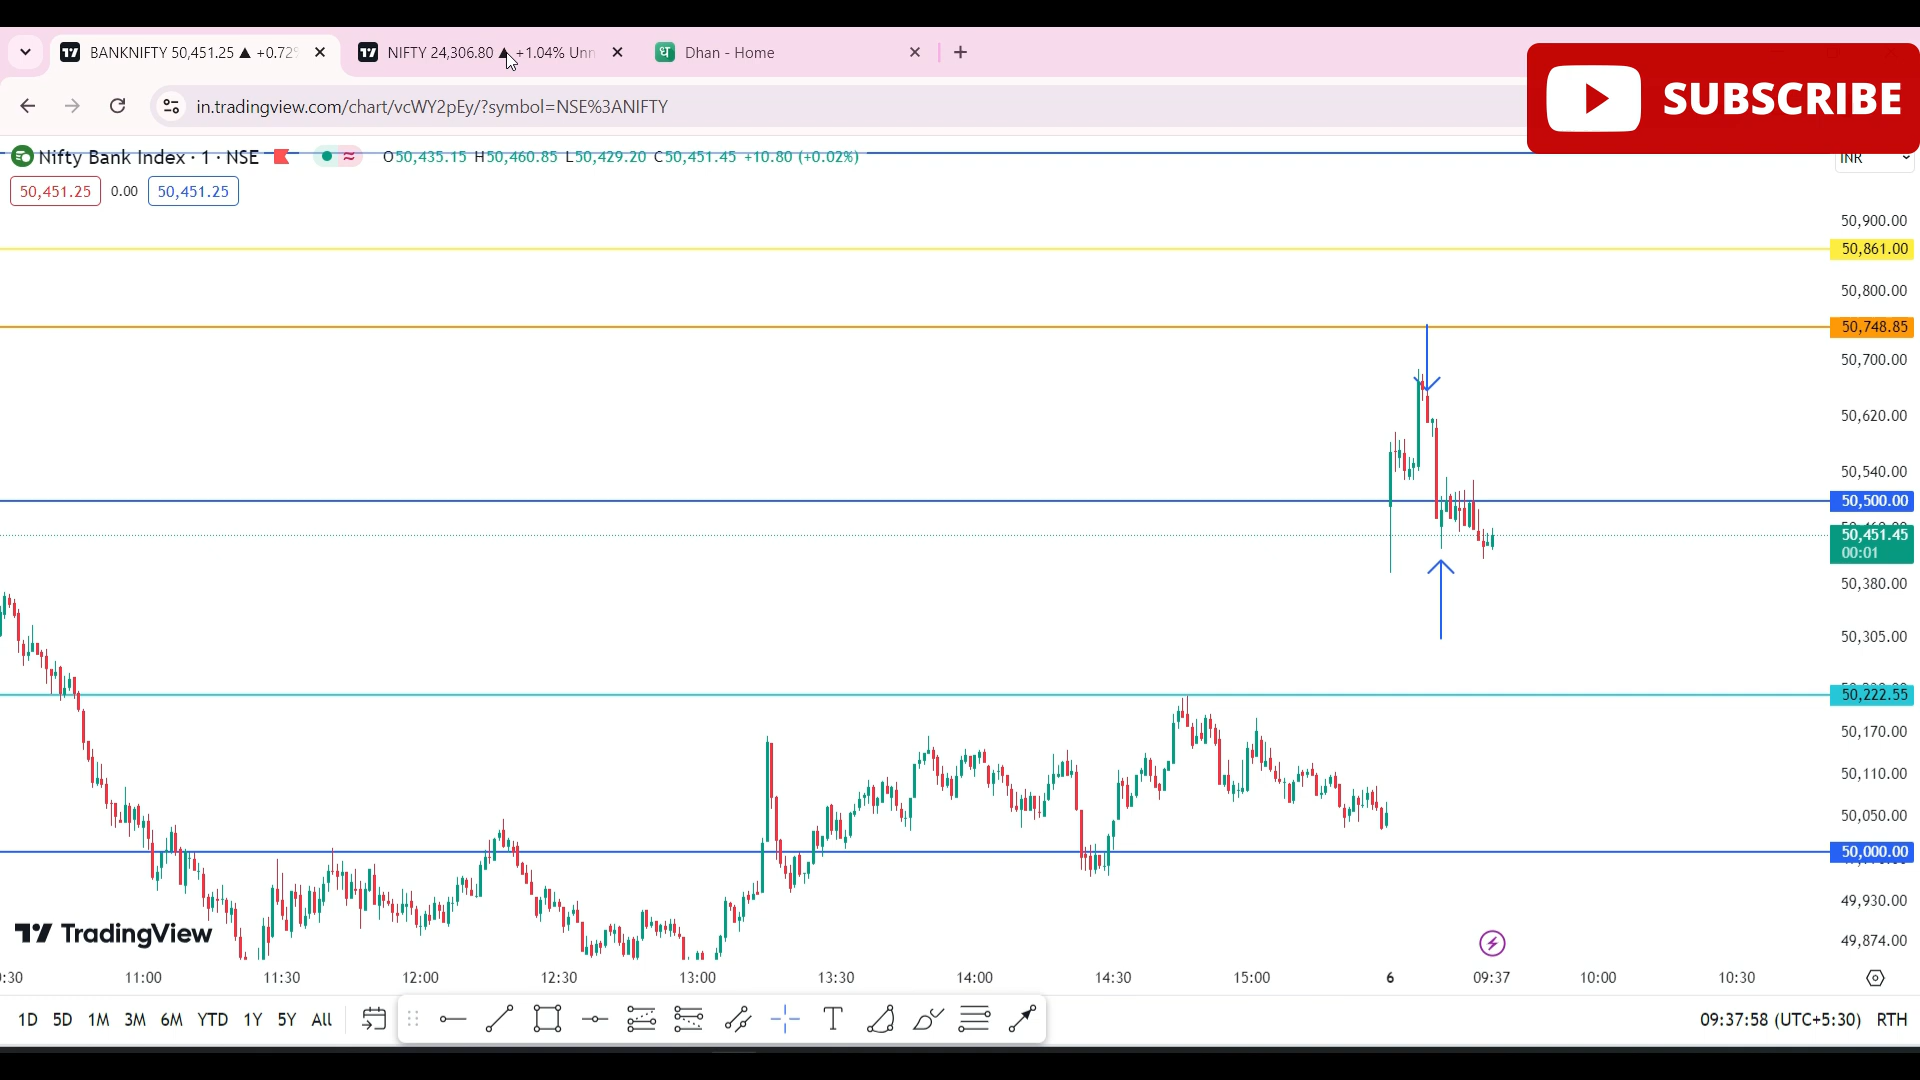 BANKNIFTY 50,451.25 ▲ +0.72%
NIFTY 24,306.80 ▲ +1.04% Unn
Dhan - Home
in.tradingview.com/chart/vcWY2pEy/?symbol=NSE%3ANIFTY
SUBSCRIBE
Nifty Bank Index · 1 · NSE
O50,435.15 H50,460.85 L50,429.20 C50,451.45 +10.80 (+0.02%)
INR
50,451.25 0.00 50,451.25
50,900.00
50,861.00
50,800.00
50,748.85
50,700.00
50,620.00
50,540.00
50,500.00
50,451.45
00:01
50,380.00
50,305.00
50,222.55
50,170.00
50,110.00
50,050.00
50,000.00
49,930.00
49,874.00
TradingView
:30 11:00 11:30 12:00 12:30 13:00 13:30 14:00 14:30 15:00 6 09:37 10:00 10:30
1D 5D 1M 3M 6M YTD 1Y 5Y All
09:37:58 (UTC+5:30) RTH